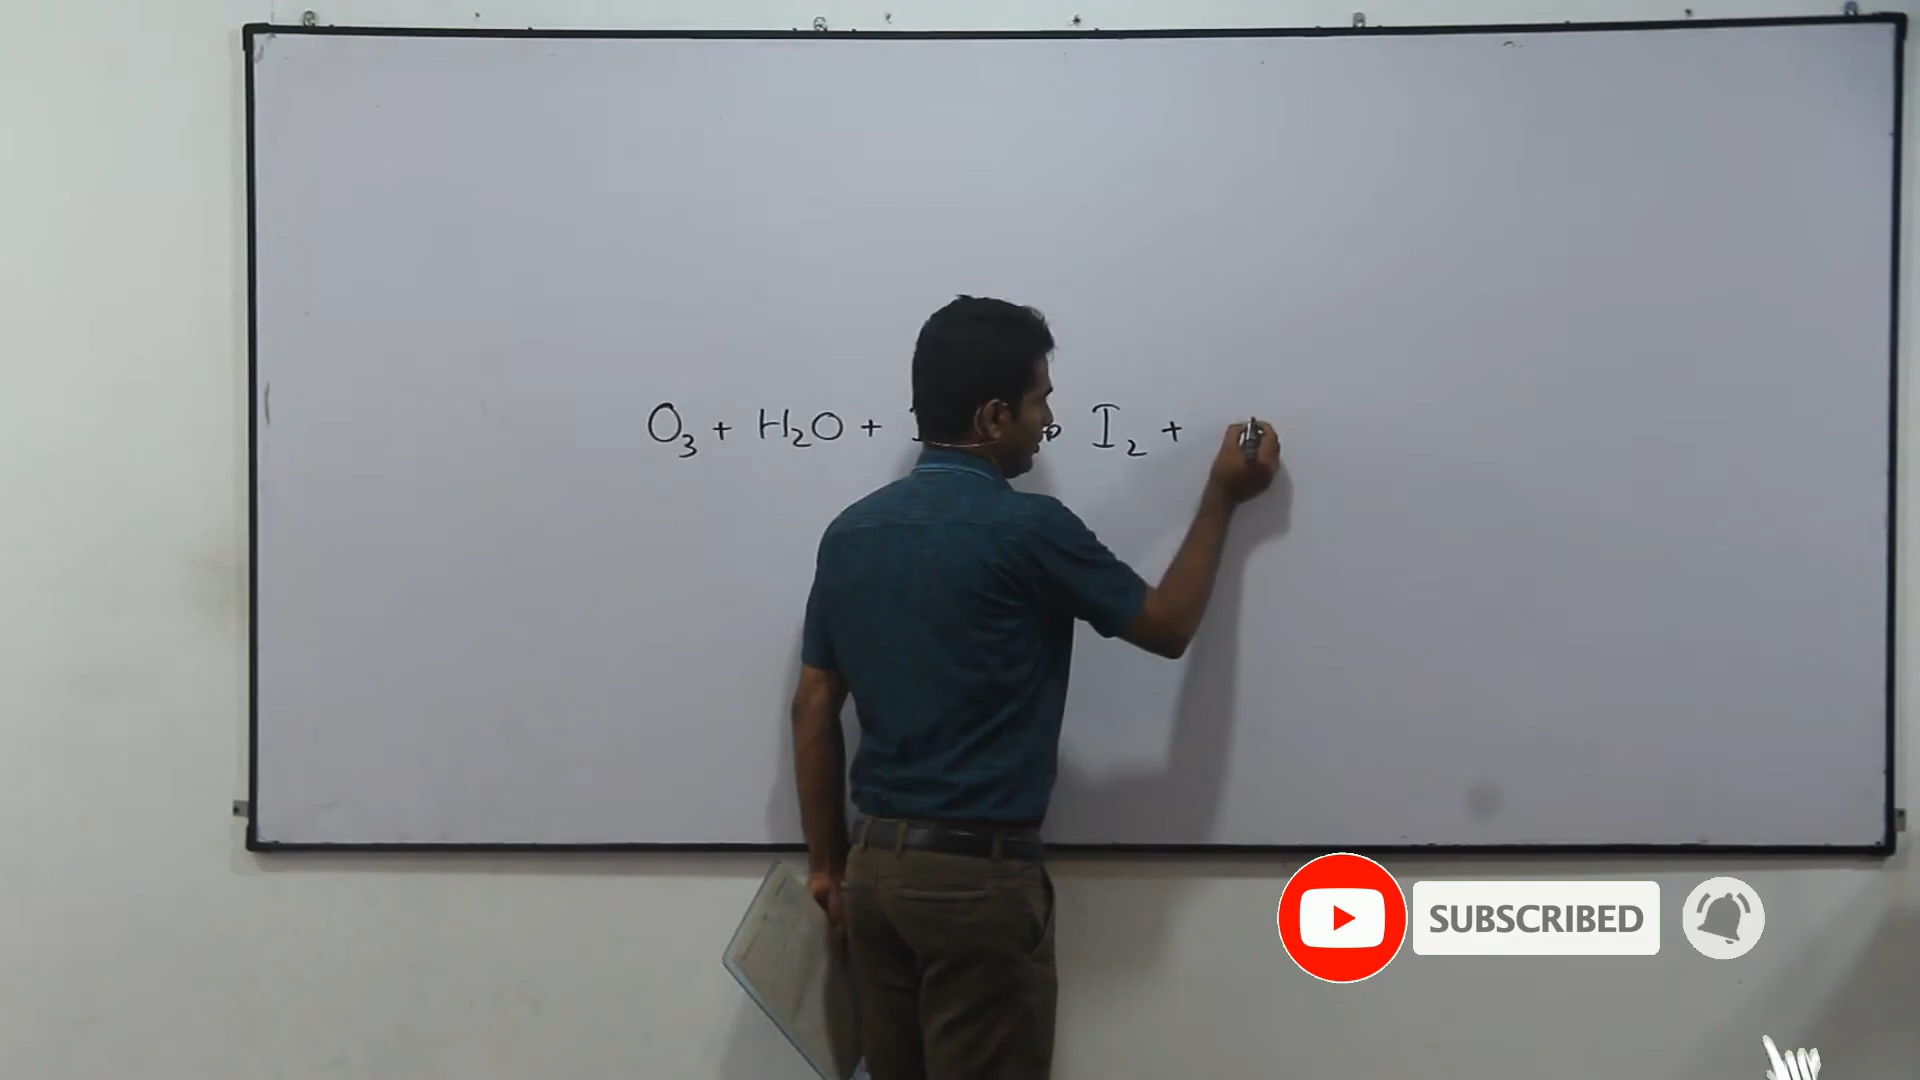 O₃ + H₂O + I₂ +
SUBSCRIBED